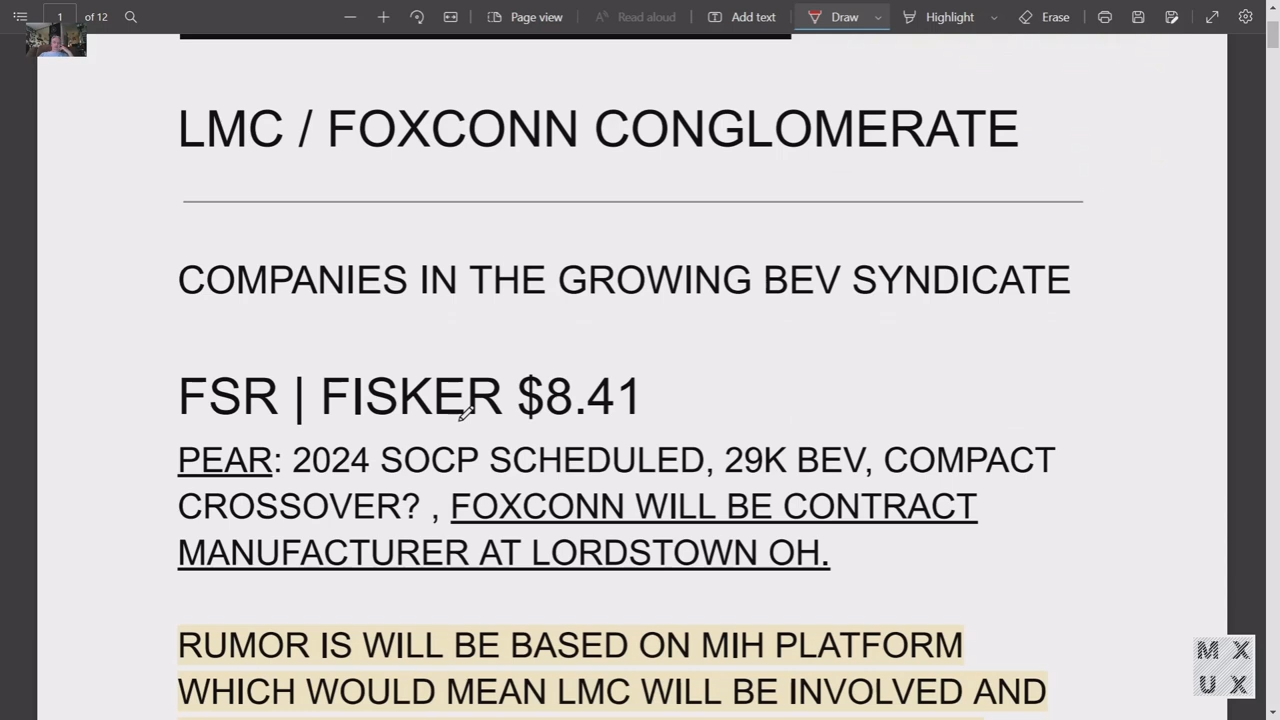 1 of 12 Page view Read aloud Add text Draw Highlight Erase
LMC / FOXCONN CONGLOMERATE
COMPANIES IN THE GROWING BEV SYNDICATE
FSR | FISKER $8.41
PEAR: 2024 SOCP SCHEDULED, 29K BEV, COMPACT
CROSSOVER? , FOXCONN WILL BE CONTRACT
MANUFACTURER AT LORDSTOWN OH.
RUMOR IS WILL BE BASED ON MIH PLATFORM
WHICH WOULD MEAN LMC WILL BE INVOLVED AND
M X
U X